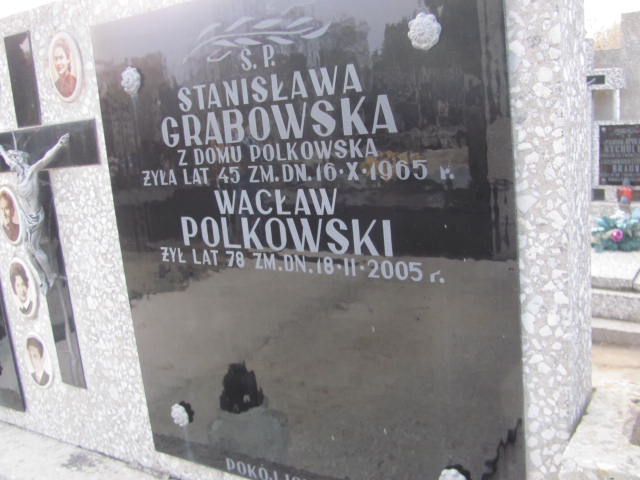 Ś.P.
STANISŁAWA
GRABOWSKA
Z DOMU POLKOWSKA
ŻYŁA LAT 45 ZM. DN. 16·X·1965 r.
WACŁAW
POLKOWSKI
ŻYŁ LAT 78 ZM. DN. 18·11·2005 r.
POKÓJ